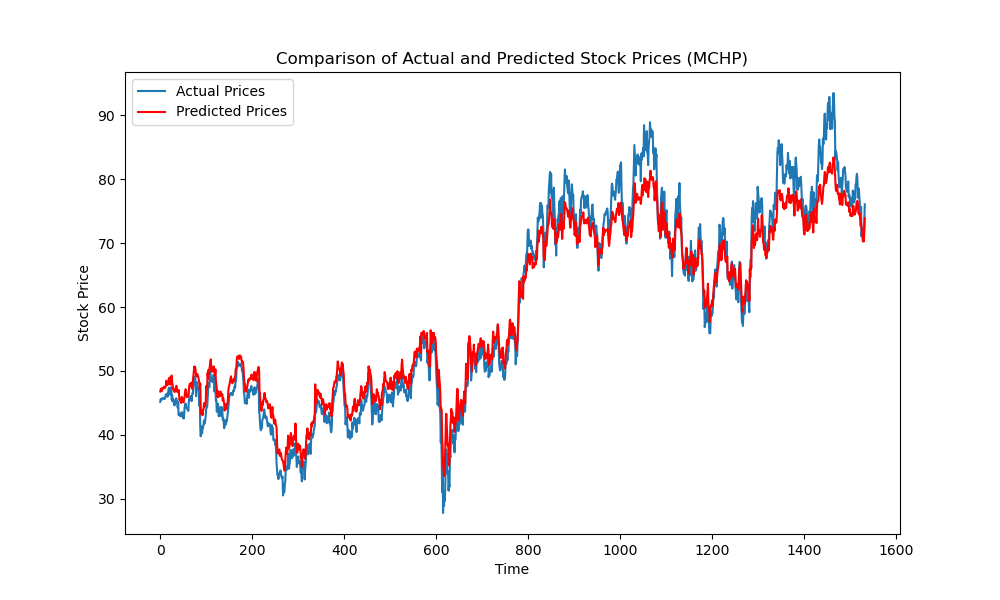 Comparison of Actual and Predicted Stock Prices (MCHP)
Actual Prices
Predicted Prices
Stock Price
90
80
70
60
50
40
30
0 200 400 600 800 1000 1200 1400 1600
Time